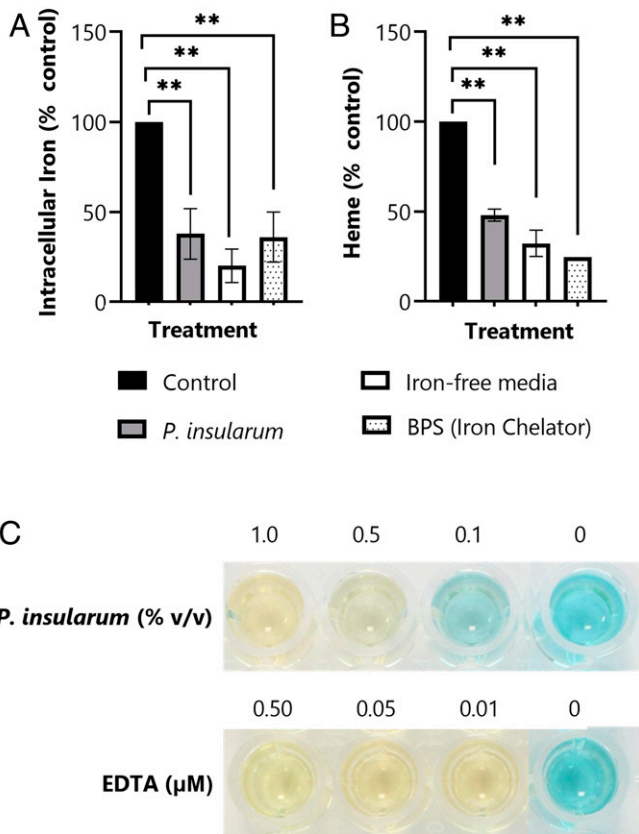 A
Intracellular Iron (% control)
150
100
50
0
**
**
**
Treatment
B
Heme (% control)
150
100
50
0
**
**
**
Treatment
Control
Iron-free media
P. insularum
BPS (Iron Chelator)
C
1.0 0.5 0.1 0
P. insularum (% v/v)
0.50 0.05 0.01 0
EDTA (µM)